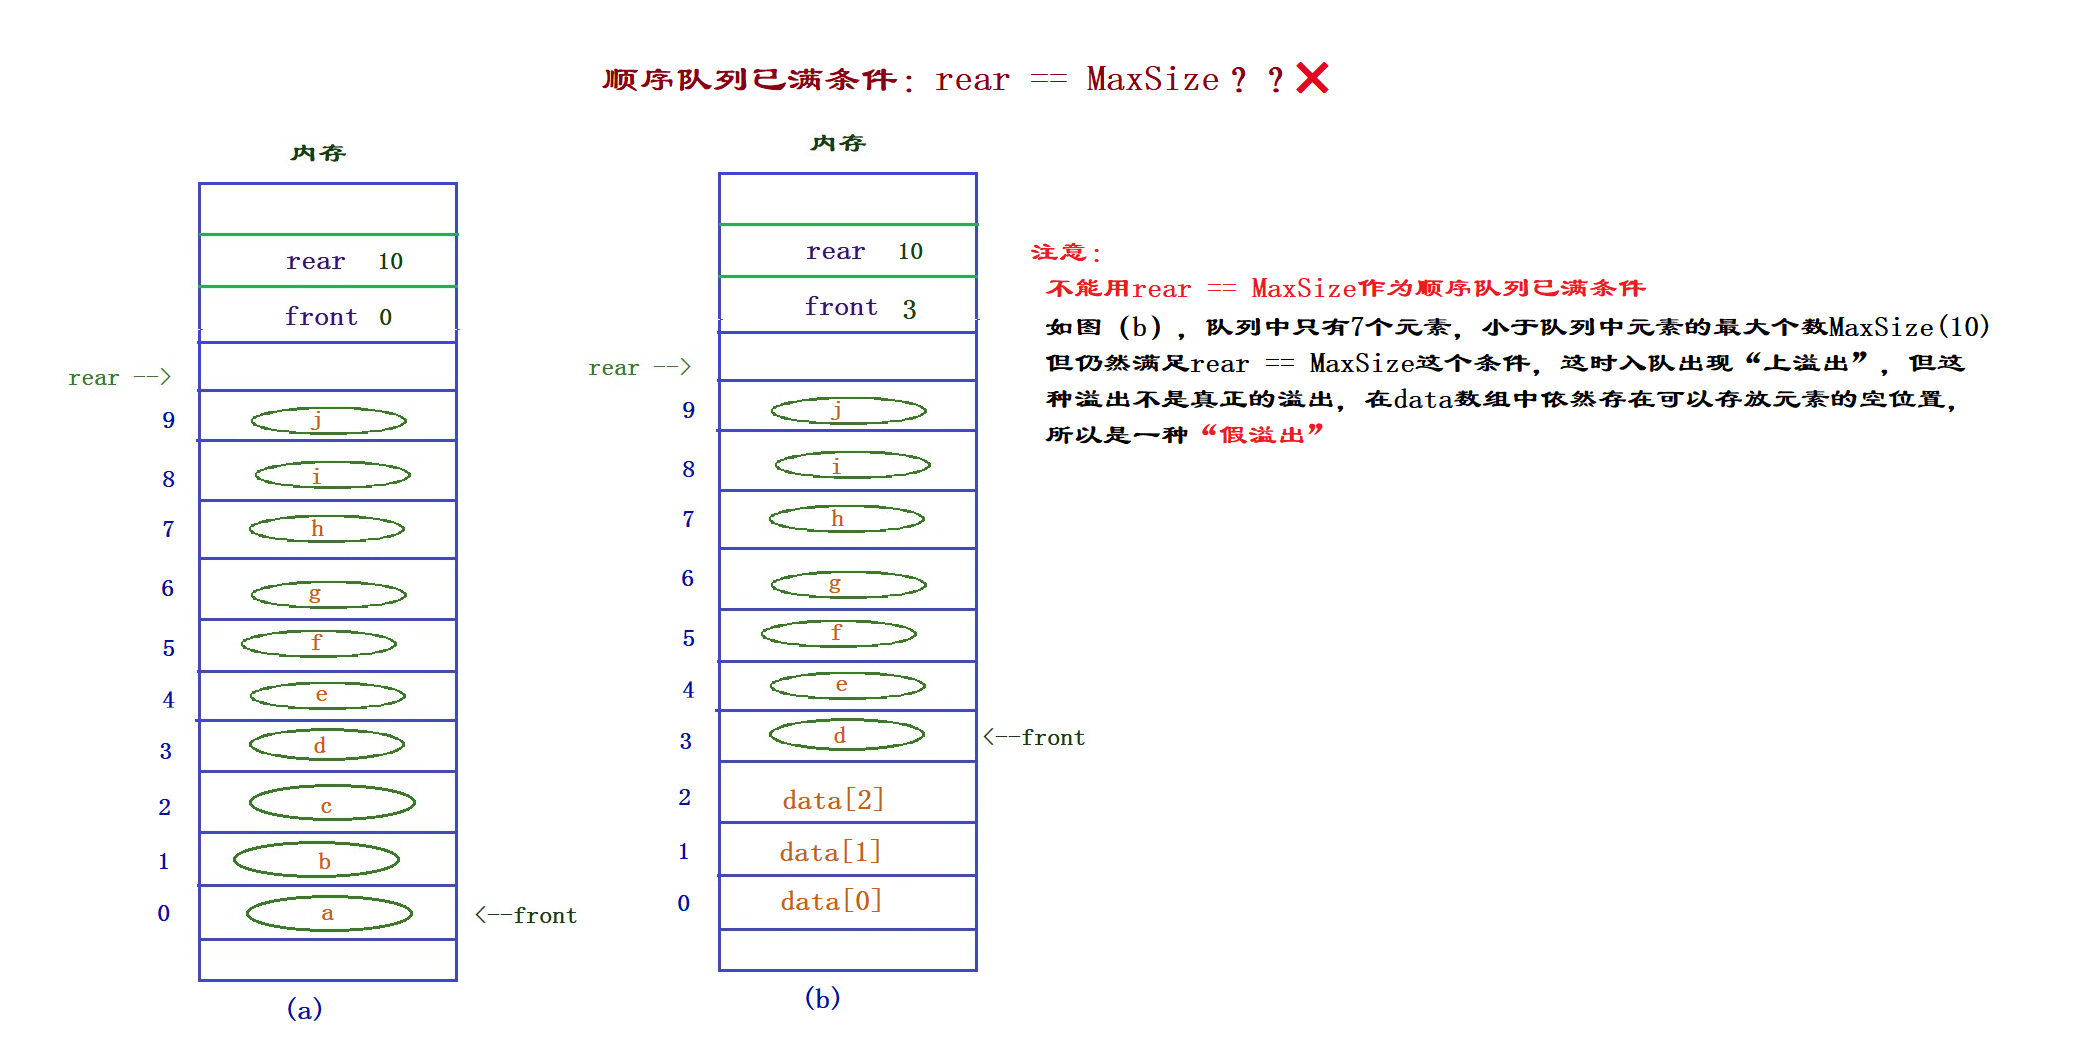 顺序队列已满条件：rear == MaxSize？？
内存
rear 10
front 0
rear -->
9 j
8 i
7 h
6 g
5 f
4 e
3 d
2 c
1 b
0 a <--front
(a)
内存
rear 10
front 3
rear -->
9 j
8 i
7 h
6 g
5 f
4 e
3 d <--front
2 data[2]
1 data[1]
0 data[0]
(b)
注意：
不能用rear == MaxSize作为顺序队列已满条件
如图（b），队列中只有7个元素，小于队列中元素的最大个数MaxSize(10)
但仍然满足rear == MaxSize这个条件，这时入队出现“上溢出”，但这
种溢出不是真正的溢出，在data数组中依然存在可以存放元素的空位置，
所以是一种“假溢出”